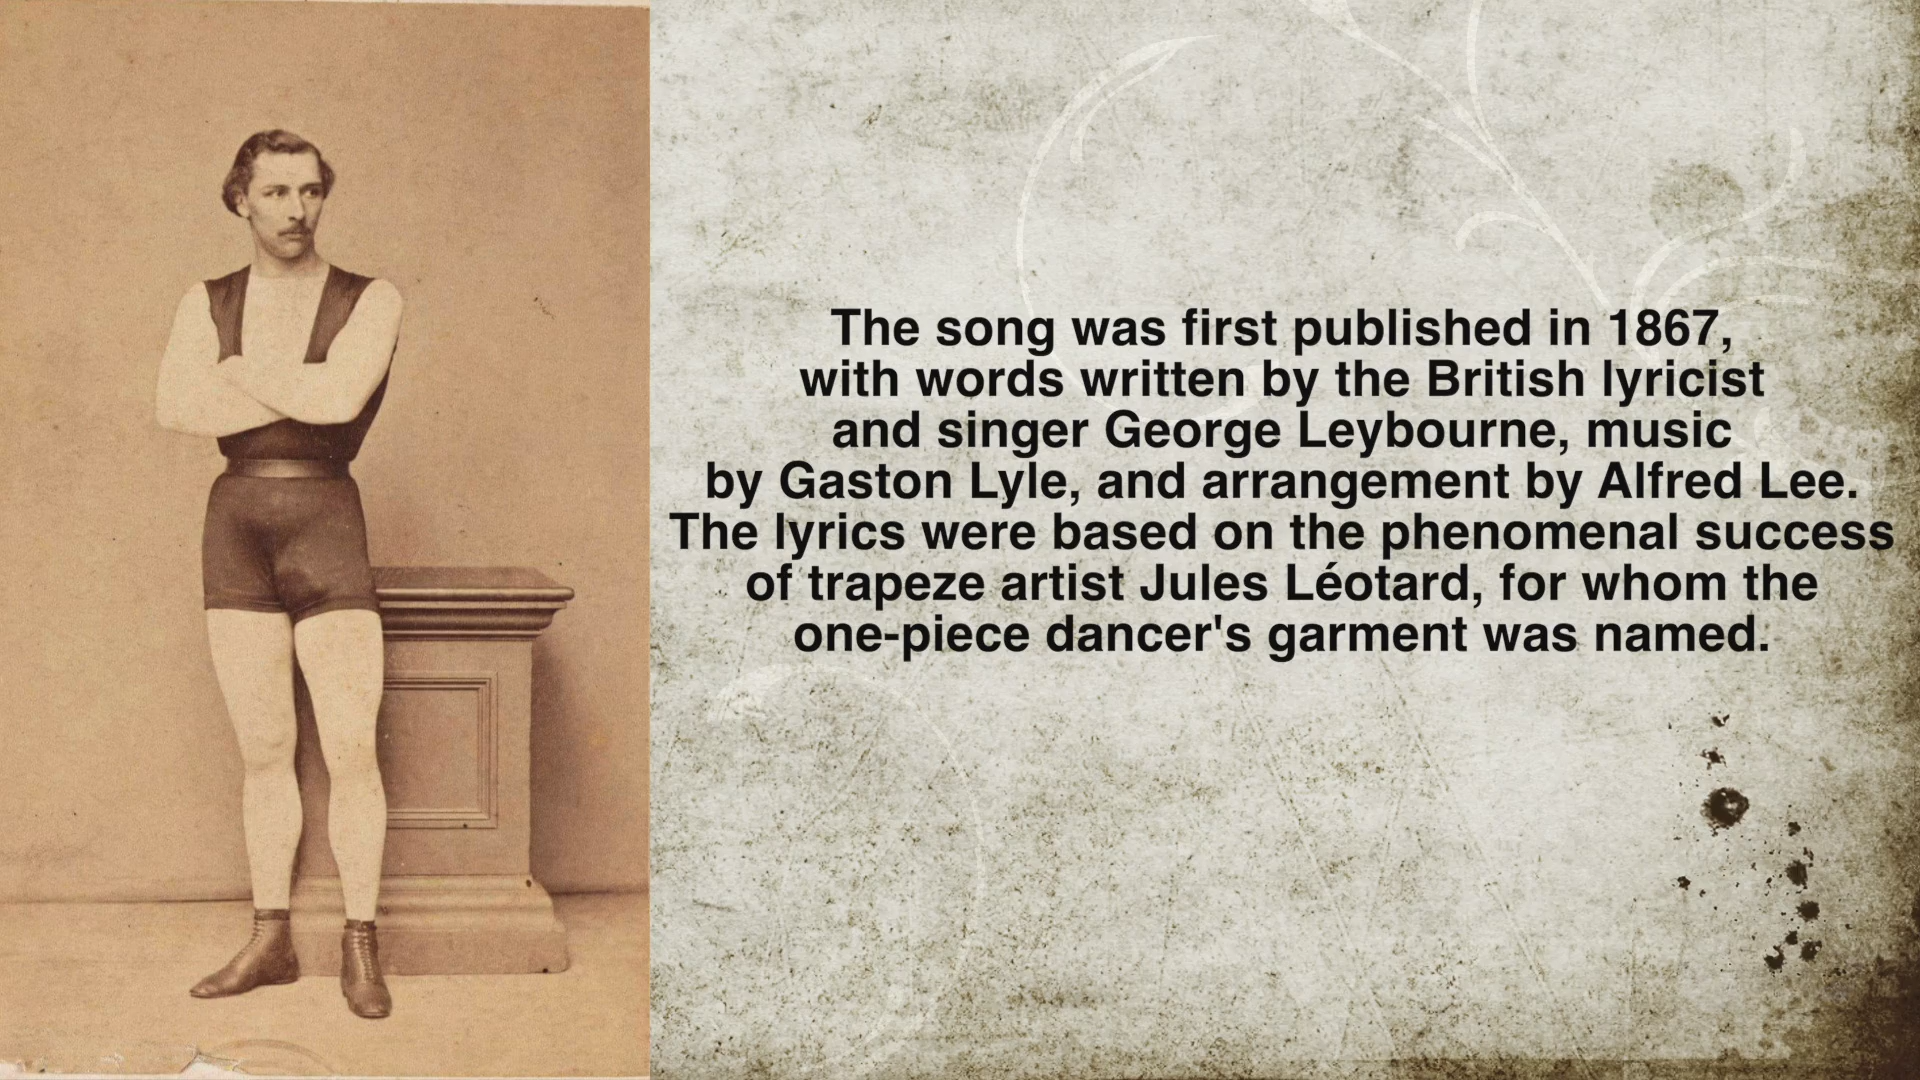 The song was first published in 1867,
with words written by the British lyricist
and singer George Leybourne, music
by Gaston Lyle, and arrangement by Alfred Lee.
The lyrics were based on the phenomenal success
of trapeze artist Jules Léotard, for whom the
one-piece dancer's garment was named.